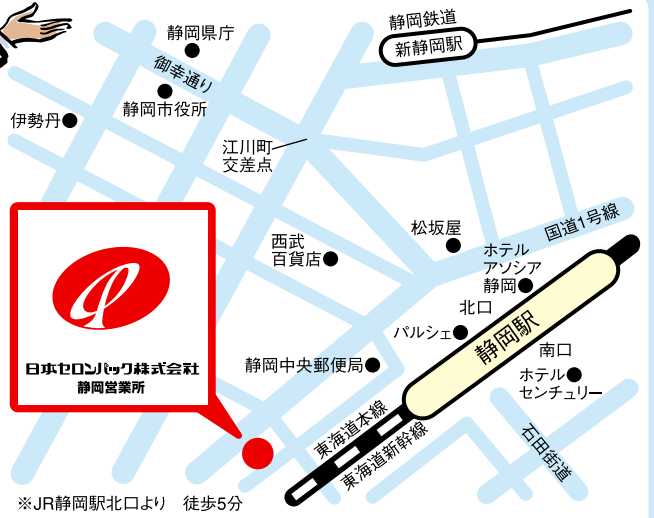 静岡鉄道
新静岡駅
静岡県庁
御幸通り
静岡市役所
伊勢丹
江川町
交差点
松坂屋
国道1号線
西武
百貨店
ホテル
アソシア
静岡
北口
パルシェ
静岡駅
南口
静岡中央郵便局
ホテル
センチュリー
日本セロンパック株式会社
静岡営業所
東海道本線
東海道新幹線
石田街道
※JR静岡駅北口より 徒歩5分